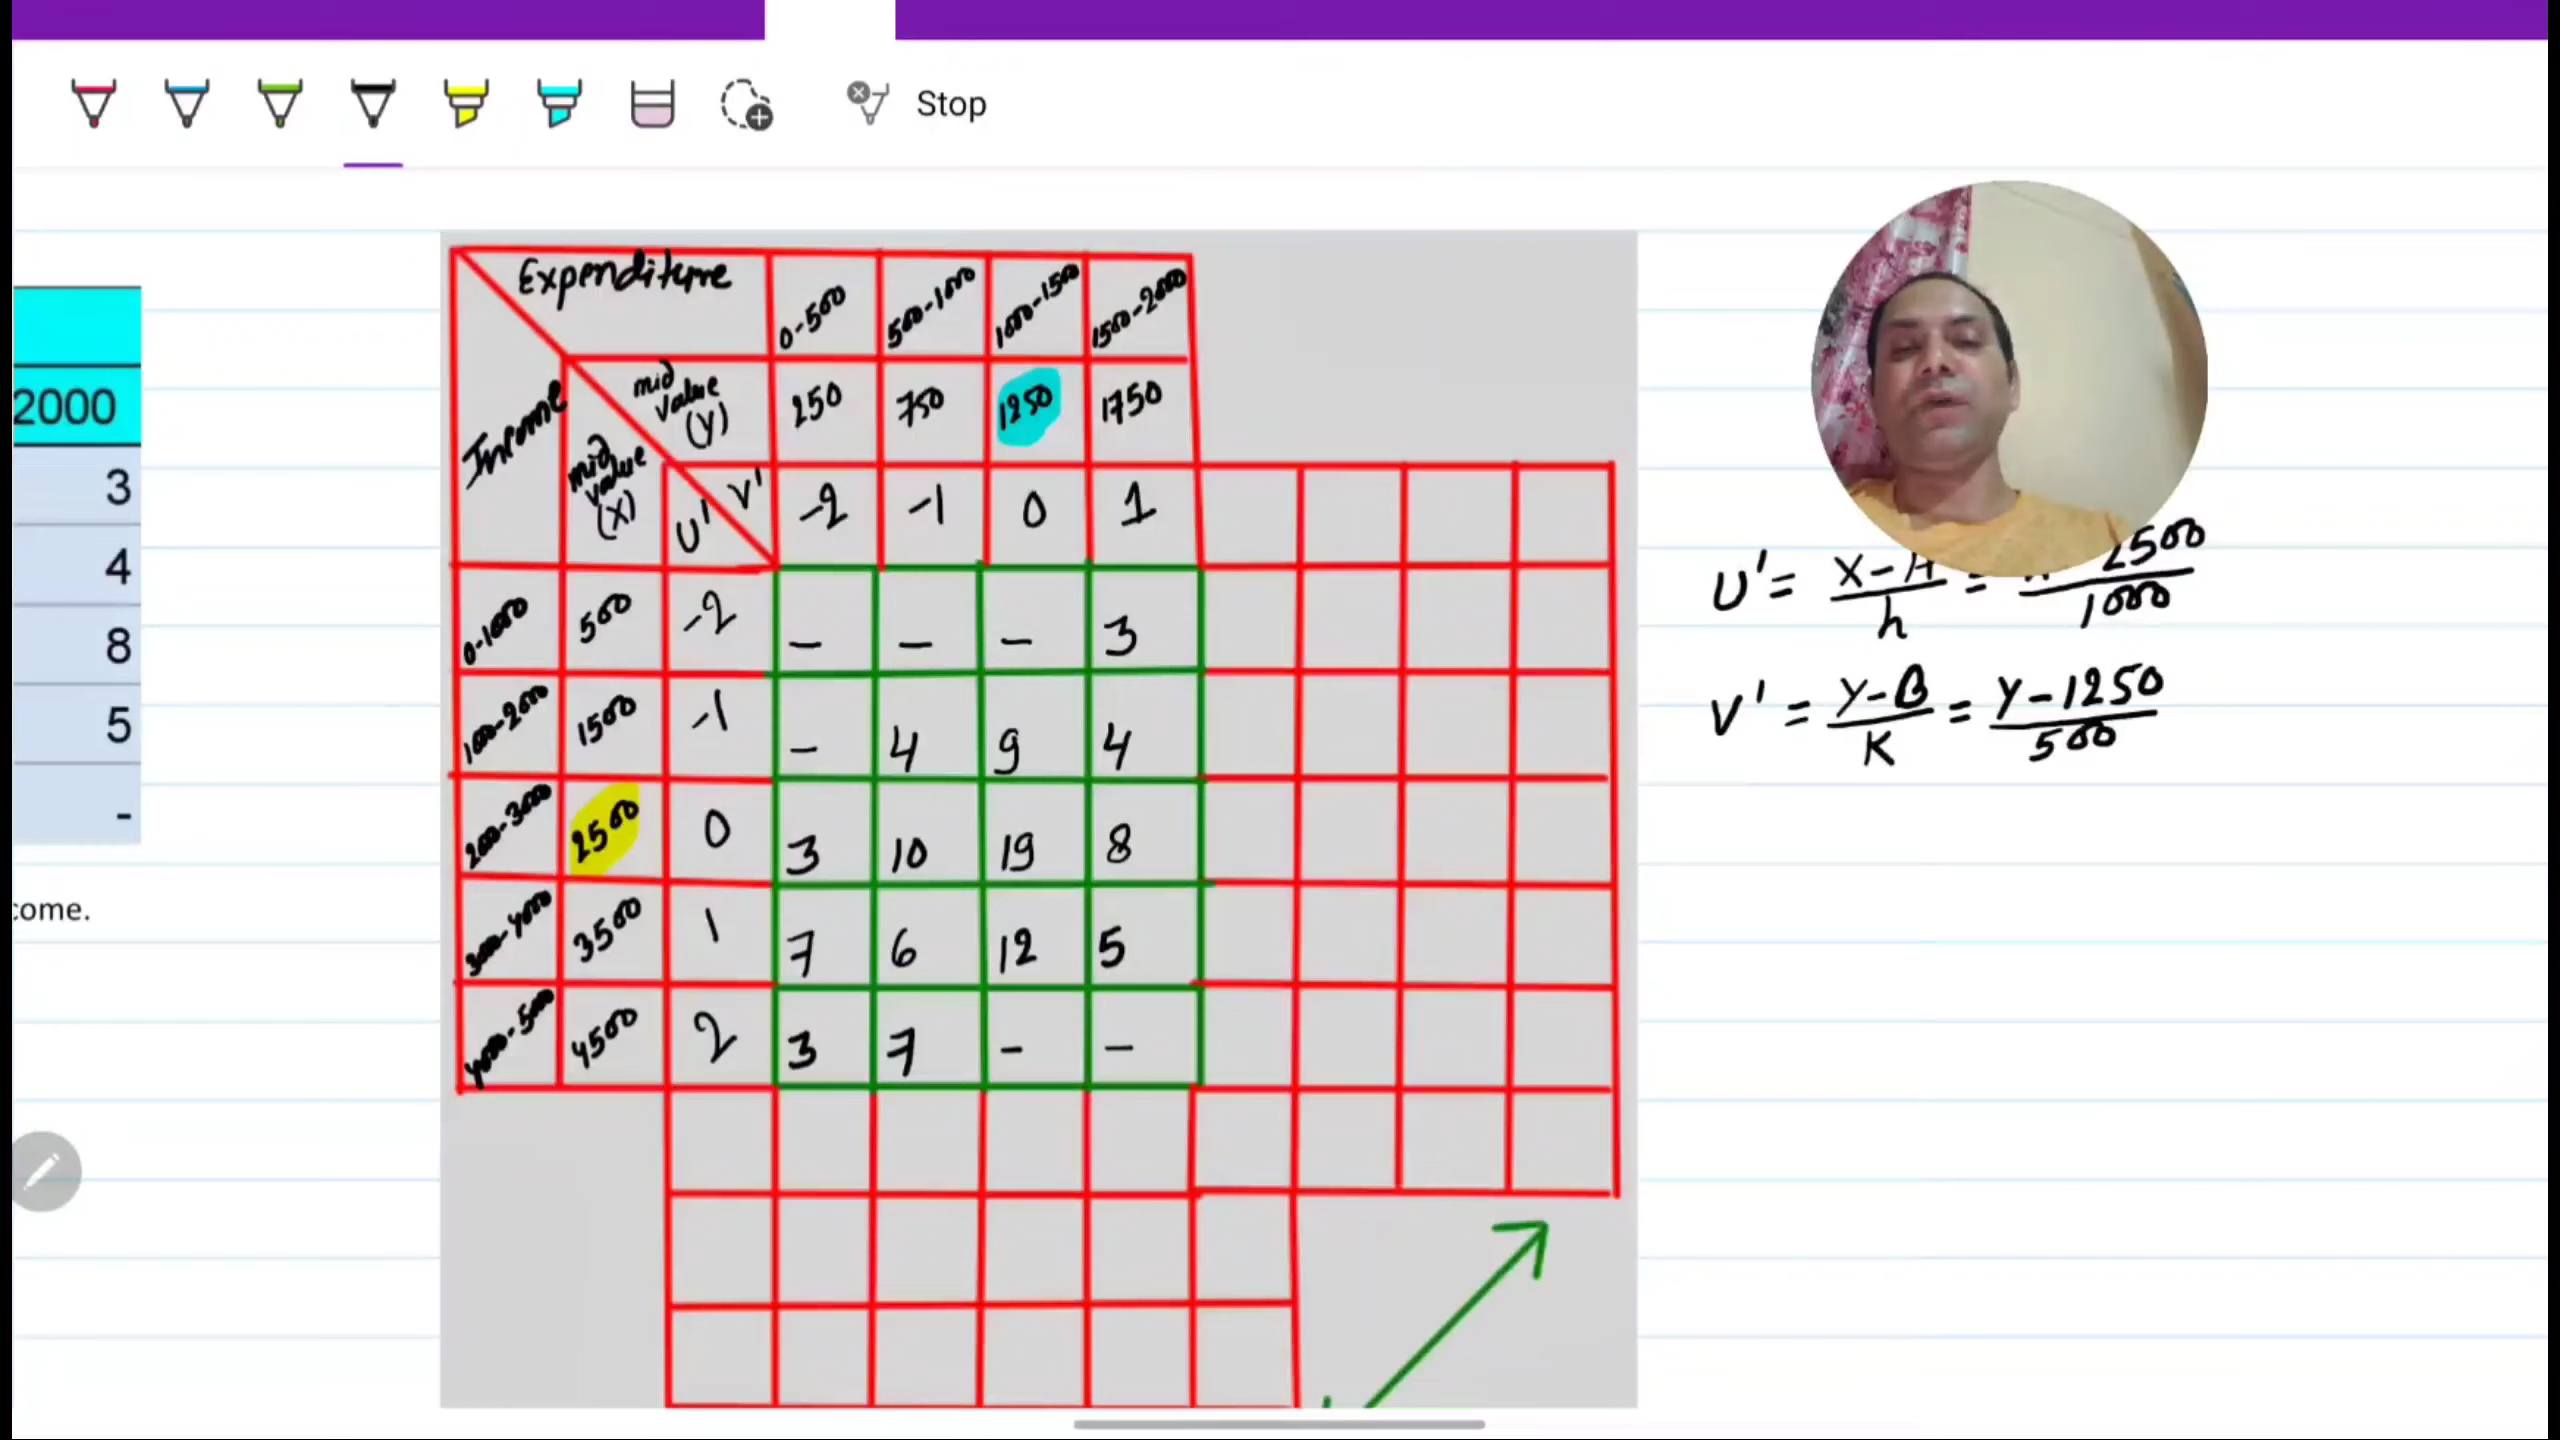 Stop
2000
3
4
8
5
-
come.
Expenditure
0-500 500-1000 1000-1500 1500-2000
Income
mid value (Y) 250 750 1250 1750
mid value (X)
U' V' -2 -1 0 1
0-1000 500 -2 - - - 3
1000-2000 1500 -1 - 4 9 4
2000-3000 2500 0 3 10 19 8
3000-4000 3500 1 7 6 12 5
4000-5000 4500 2 3 7 - -
U' = X-A/h = 2500/1000
V' = Y-B/K = Y-1250/500